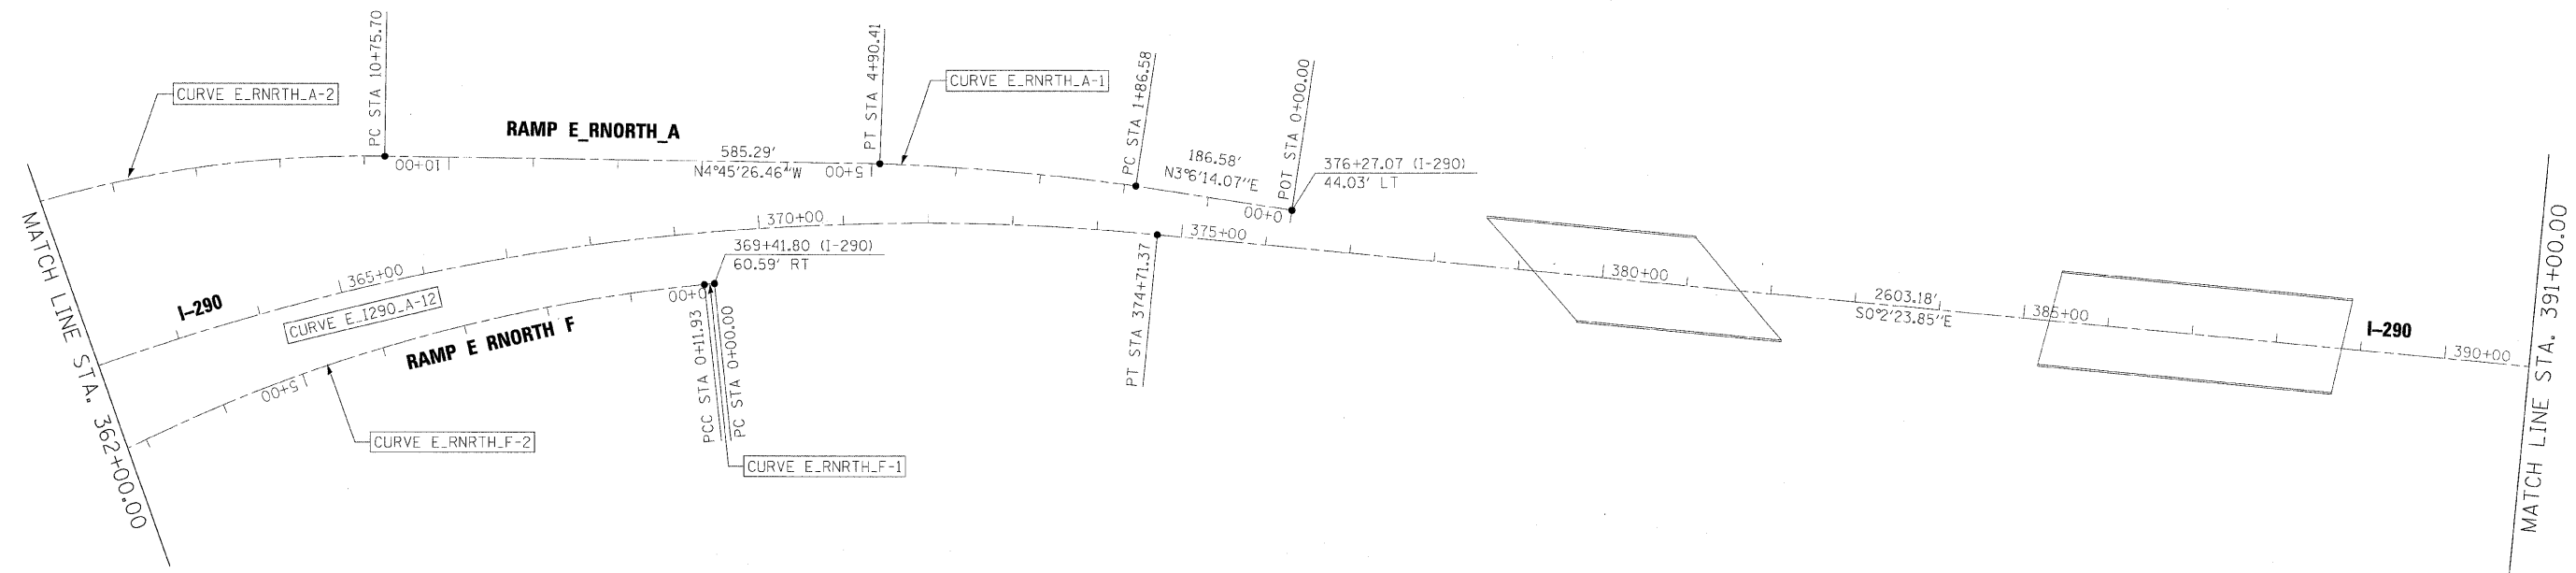 PC STA 10+75.70
PT STA 4+90.41
PC STA 1+86.58
POT STA 0+00.00
CURVE E_RNRTH_A-2
CURVE E_RNRTH_A-1
RAMP E_RNORTH_A
10+00
585.29'
N4°45'26.46"W
5+00
186.58'
N3°6'14.07"E
0+00
376+27.07 (I-290)
44.03' LT
MATCH LINE STA. 362+00.00
I-290
365+00
CURVE E_I290_A-12
370+00
369+41.80 (I-290)
60.59' RT
375+00
PT STA 374+71.37
380+00
2603.18'
S0°2'23.85"E
385+00
I-290
390+00
MATCH LINE STA. 391+00.00
RAMP E RNORTH F
0+00
5+00
PCC STA 0+11.93
PC STA 0+00.00
CURVE E_RNRTH_F-2
CURVE E_RNRTH_F-1